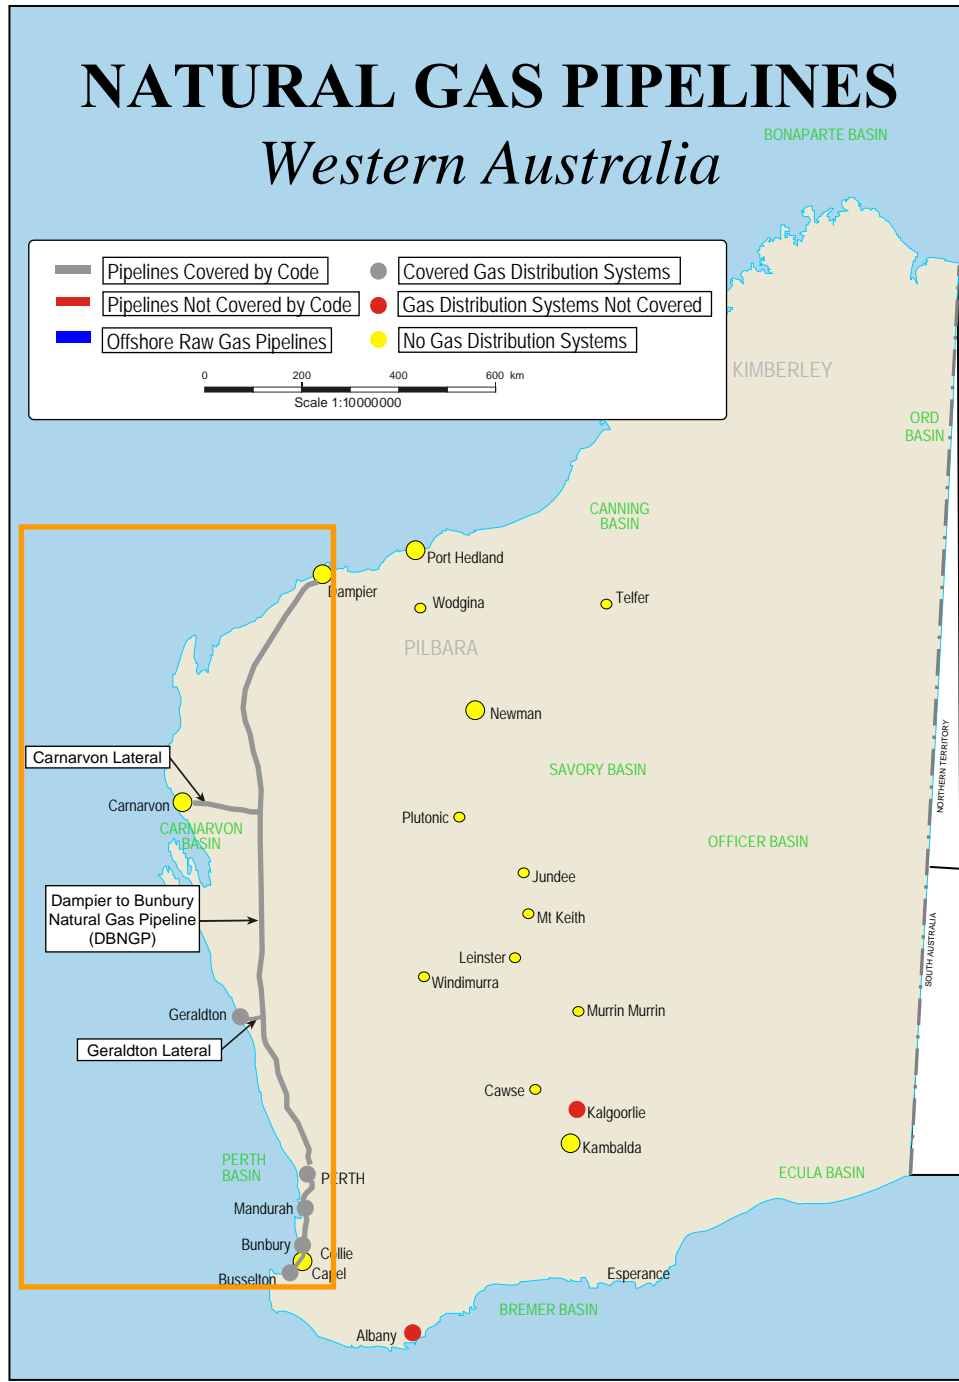 NATURAL GAS PIPELINES
BONAPARTE BASIN
Western Australia
Pipelines Covered by Code
Covered Gas Distribution Systems
Pipelines Not Covered by Code
Gas Distribution Systems Not Covered
Offshore Raw Gas Pipelines
No Gas Distribution Systems
0 200 400 600 km
Scale 1:10000000
KIMBERLEY
ORD
BASIN
CANNING
BASIN
Port Hedland
Dampier
Wodgina
Telfer
PILBARA
Newman
Carnarvon Lateral
SAVORY BASIN
NORTHERN TERRITORY
Carnarvon
CARNARVON
BASIN
Plutonic
OFFICER BASIN
Jundee
Dampier to Bunbury
Natural Gas Pipeline
(DBNGP)
Mt Keith
SOUTH AUSTRALIA
Leinster
Windimurra
Geraldton
Murrin Murrin
Geraldton Lateral
Cawse
Kalgoorlie
Kambalda
PERTH
BASIN
PERTH
ECULA BASIN
Mandurah
Bunbury
Collie
Capel
Busselton
Esperance
BREMER BASIN
Albany